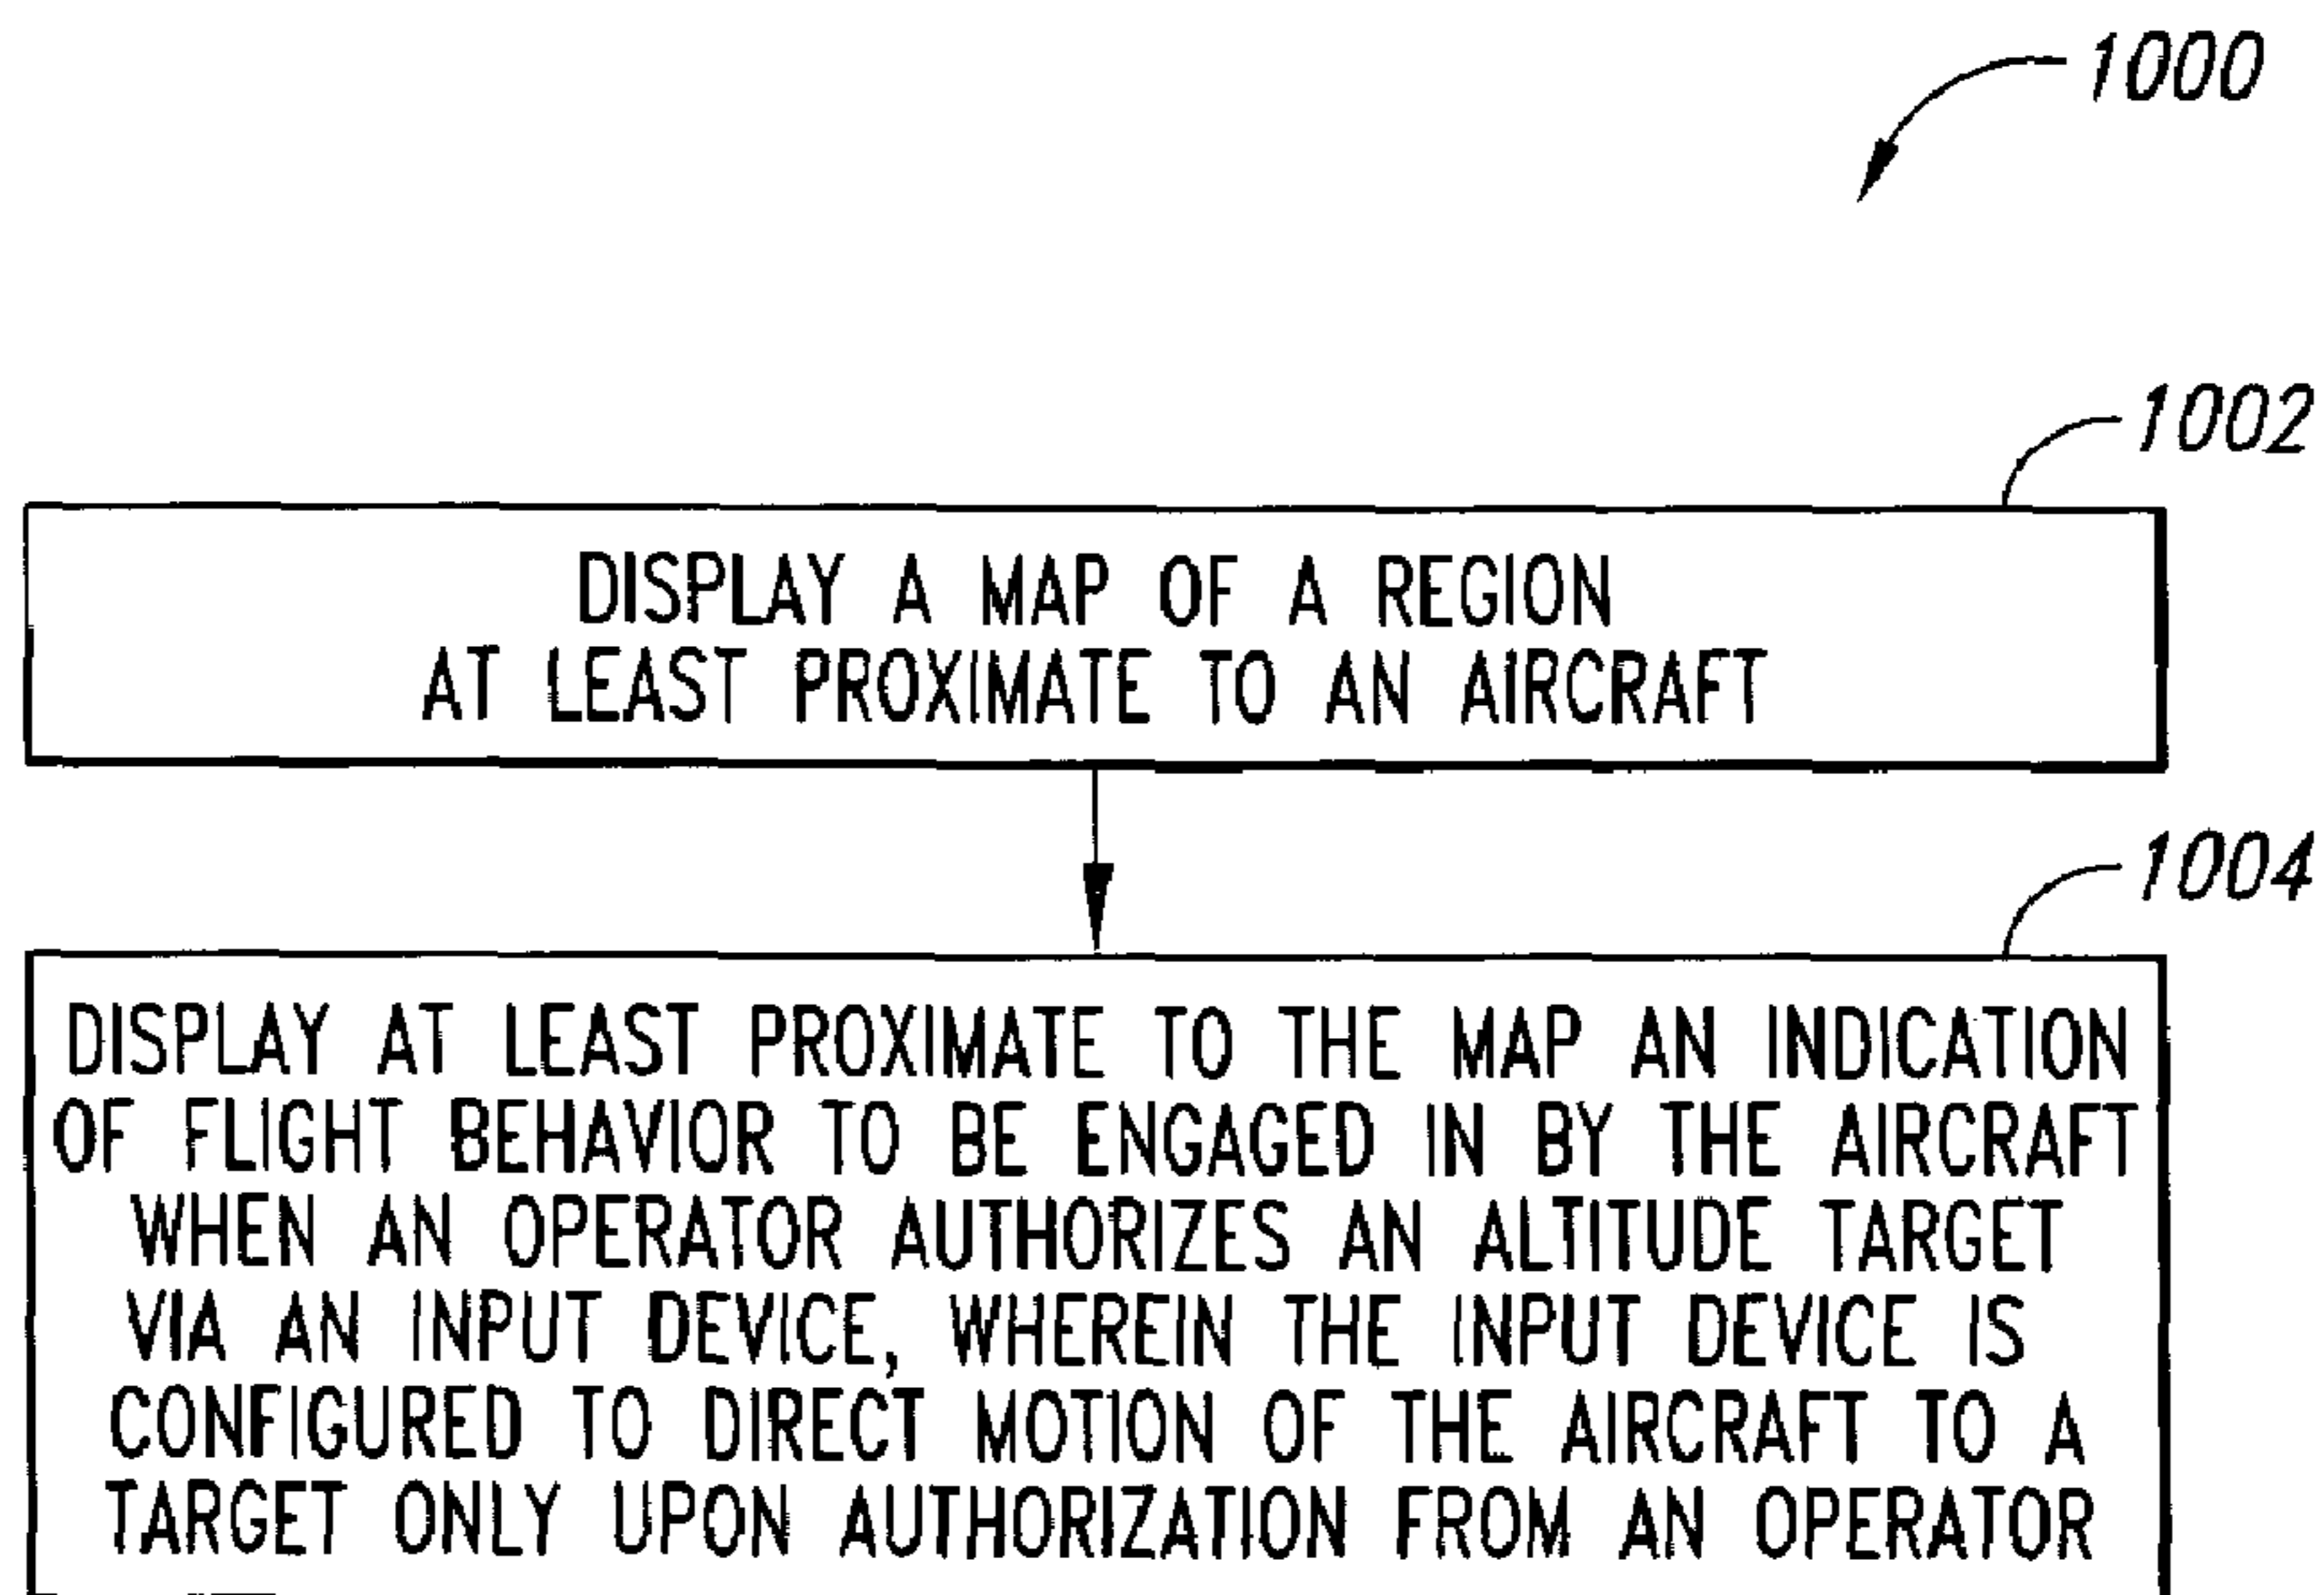 1000
1002
DISPLAY A MAP OF A REGION
AT LEAST PROXIMATE TO AN AIRCRAFT
1004
DISPLAY AT LEAST PROXIMATE TO THE MAP AN INDICATION
OF FLIGHT BEHAVIOR TO BE ENGAGED IN BY THE AIRCRAFT
WHEN AN OPERATOR AUTHORIZES AN ALTITUDE TARGET
VIA AN INPUT DEVICE, WHEREIN THE INPUT DEVICE IS
CONFIGURED TO DIRECT MOTION OF THE AIRCRAFT TO A
TARGET ONLY UPON AUTHORIZATION FROM AN OPERATOR